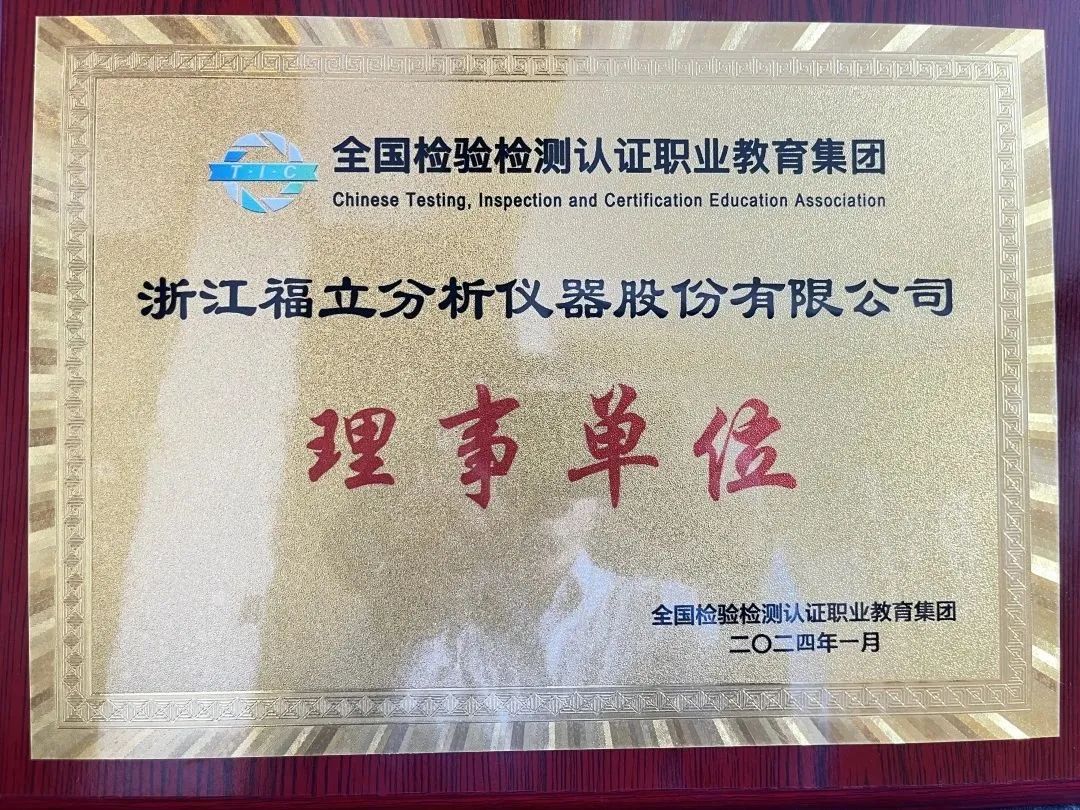 T·I·C
全国检验检测认证职业教育集团
Chinese Testing, Inspection and Certification Education Association
浙江福立分析仪器股份有限公司
理事单位
全国检验检测认证职业教育集团
二〇二四年一月